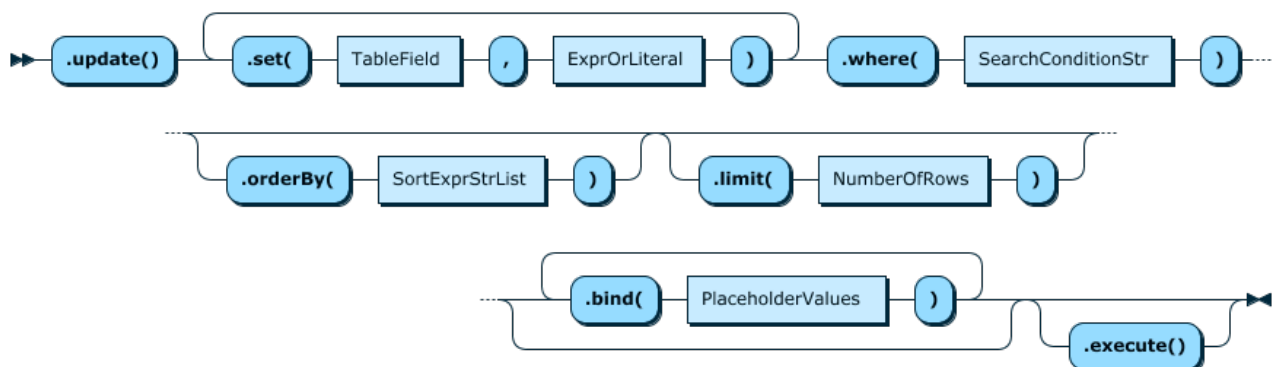 .update() .set( TableField , ExprOrLiteral ) .where( SearchConditionStr )
.orderBy( SortExprStrList ) .limit( NumberOfRows )
.bind( PlaceholderValues )
.execute()